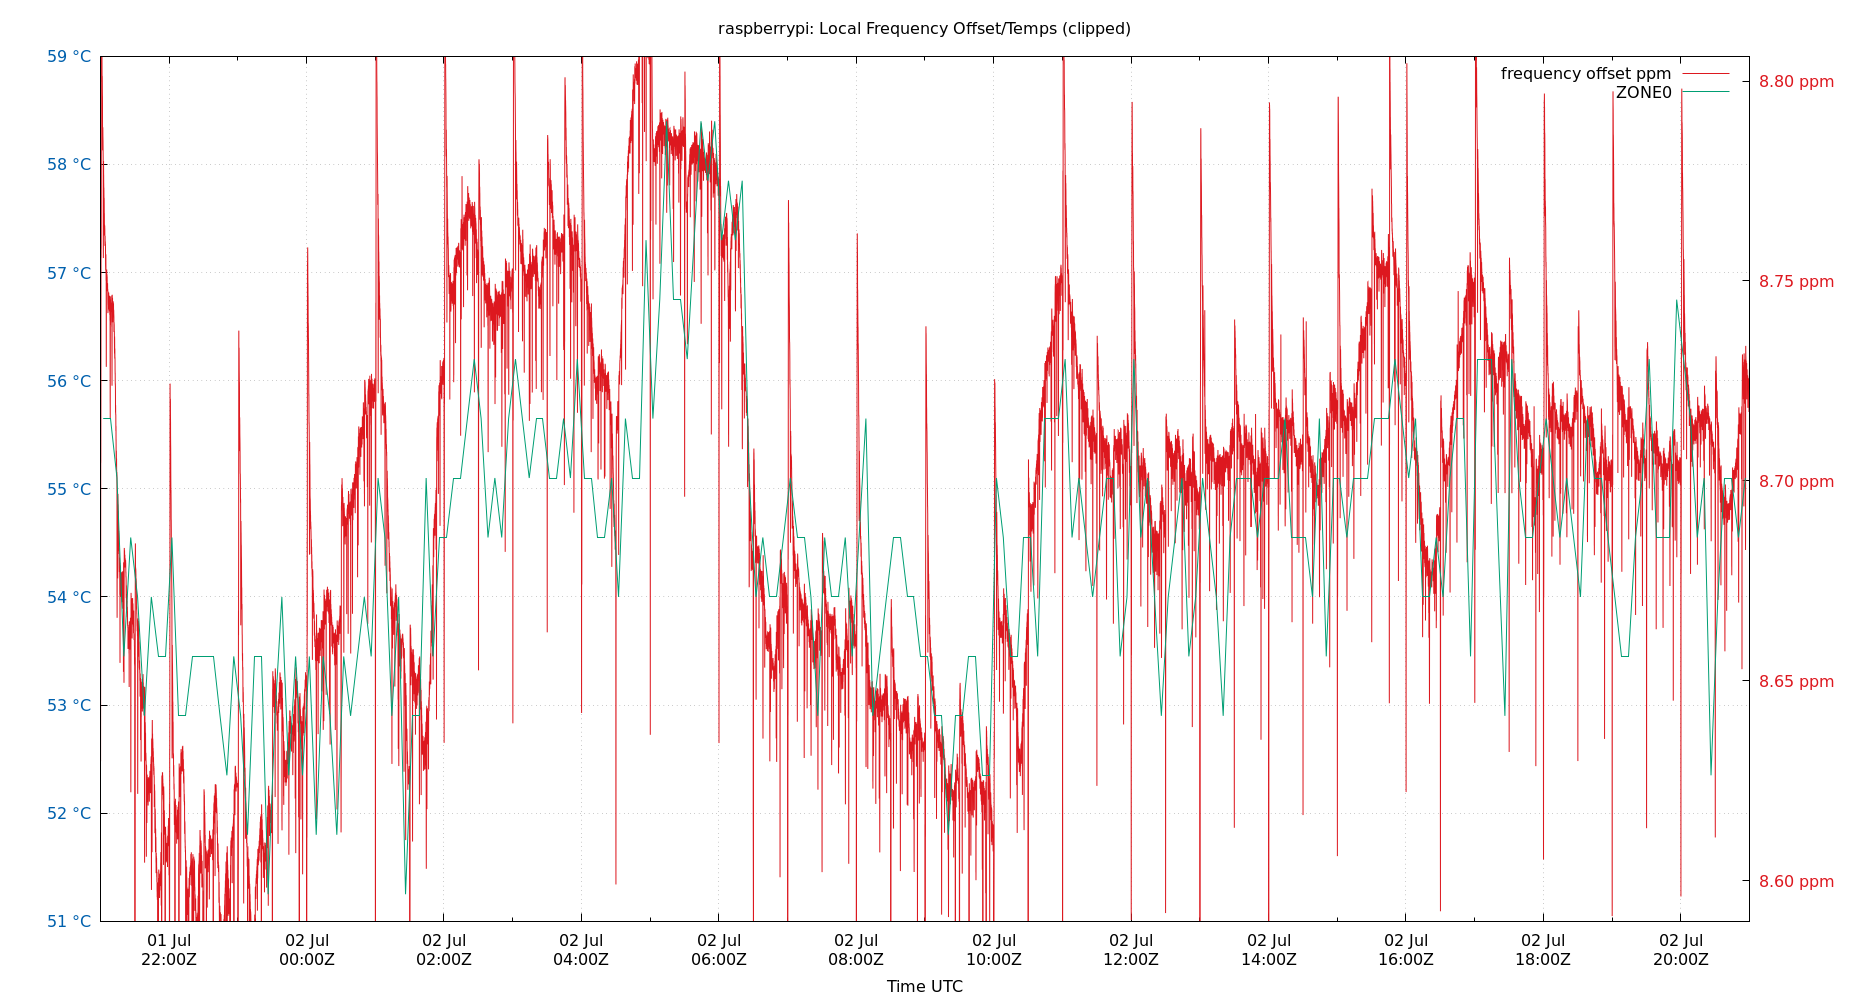 raspberrypi: Local Frequency Offset/Temps (clipped)
frequency offset ppm
ZONE0
59 °C
58 °C
57 °C
56 °C
55 °C
54 °C
53 °C
52 °C
51 °C
8.80 ppm
8.75 ppm
8.70 ppm
8.65 ppm
8.60 ppm
01 Jul
22:00Z
02 Jul
00:00Z
02 Jul
02:00Z
02 Jul
04:00Z
02 Jul
06:00Z
02 Jul
08:00Z
02 Jul
10:00Z
02 Jul
12:00Z
02 Jul
14:00Z
02 Jul
16:00Z
02 Jul
18:00Z
02 Jul
20:00Z
Time UTC